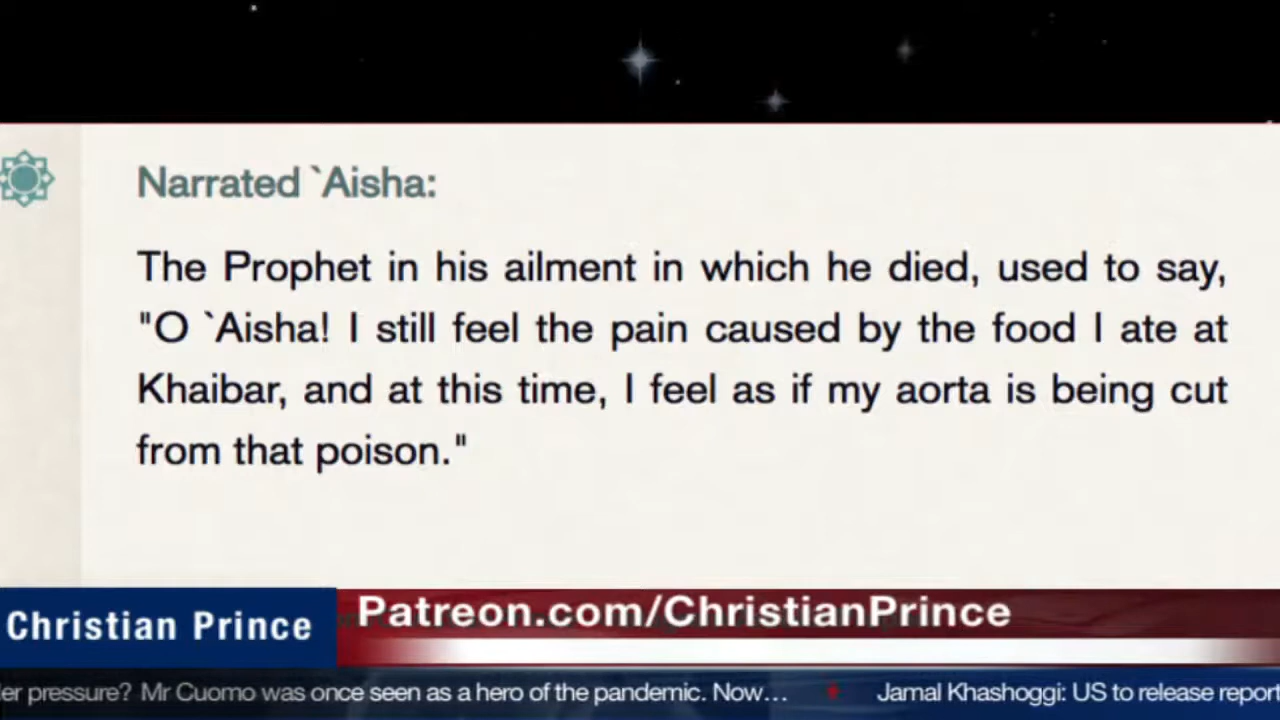 Narrated `Aisha:
The Prophet in his ailment in which he died, used to say,
"O `Aisha! I still feel the pain caused by the food I ate at
Khaibar, and at this time, I feel as if my aorta is being cut
from that poison."
Christian Prince
Patreon.com/ChristianPrince
pressure? Mr Cuomo was once seen as a hero of the pandemic. Now… Jamal Khashoggi: US to release report